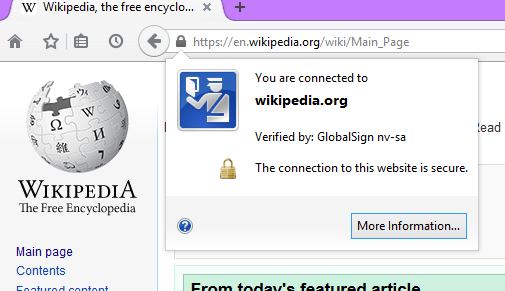 Wikipedia, the free encyclo...
https://en.wikipedia.org/wiki/Main_Page
You are connected to
wikipedia.org
Verified by: GlobalSign nv-sa
The connection to this website is secure.
More Information...
Read
WIKIPEDIA
The Free Encyclopedia
Main page
Contents
Featured content
From today's featured article